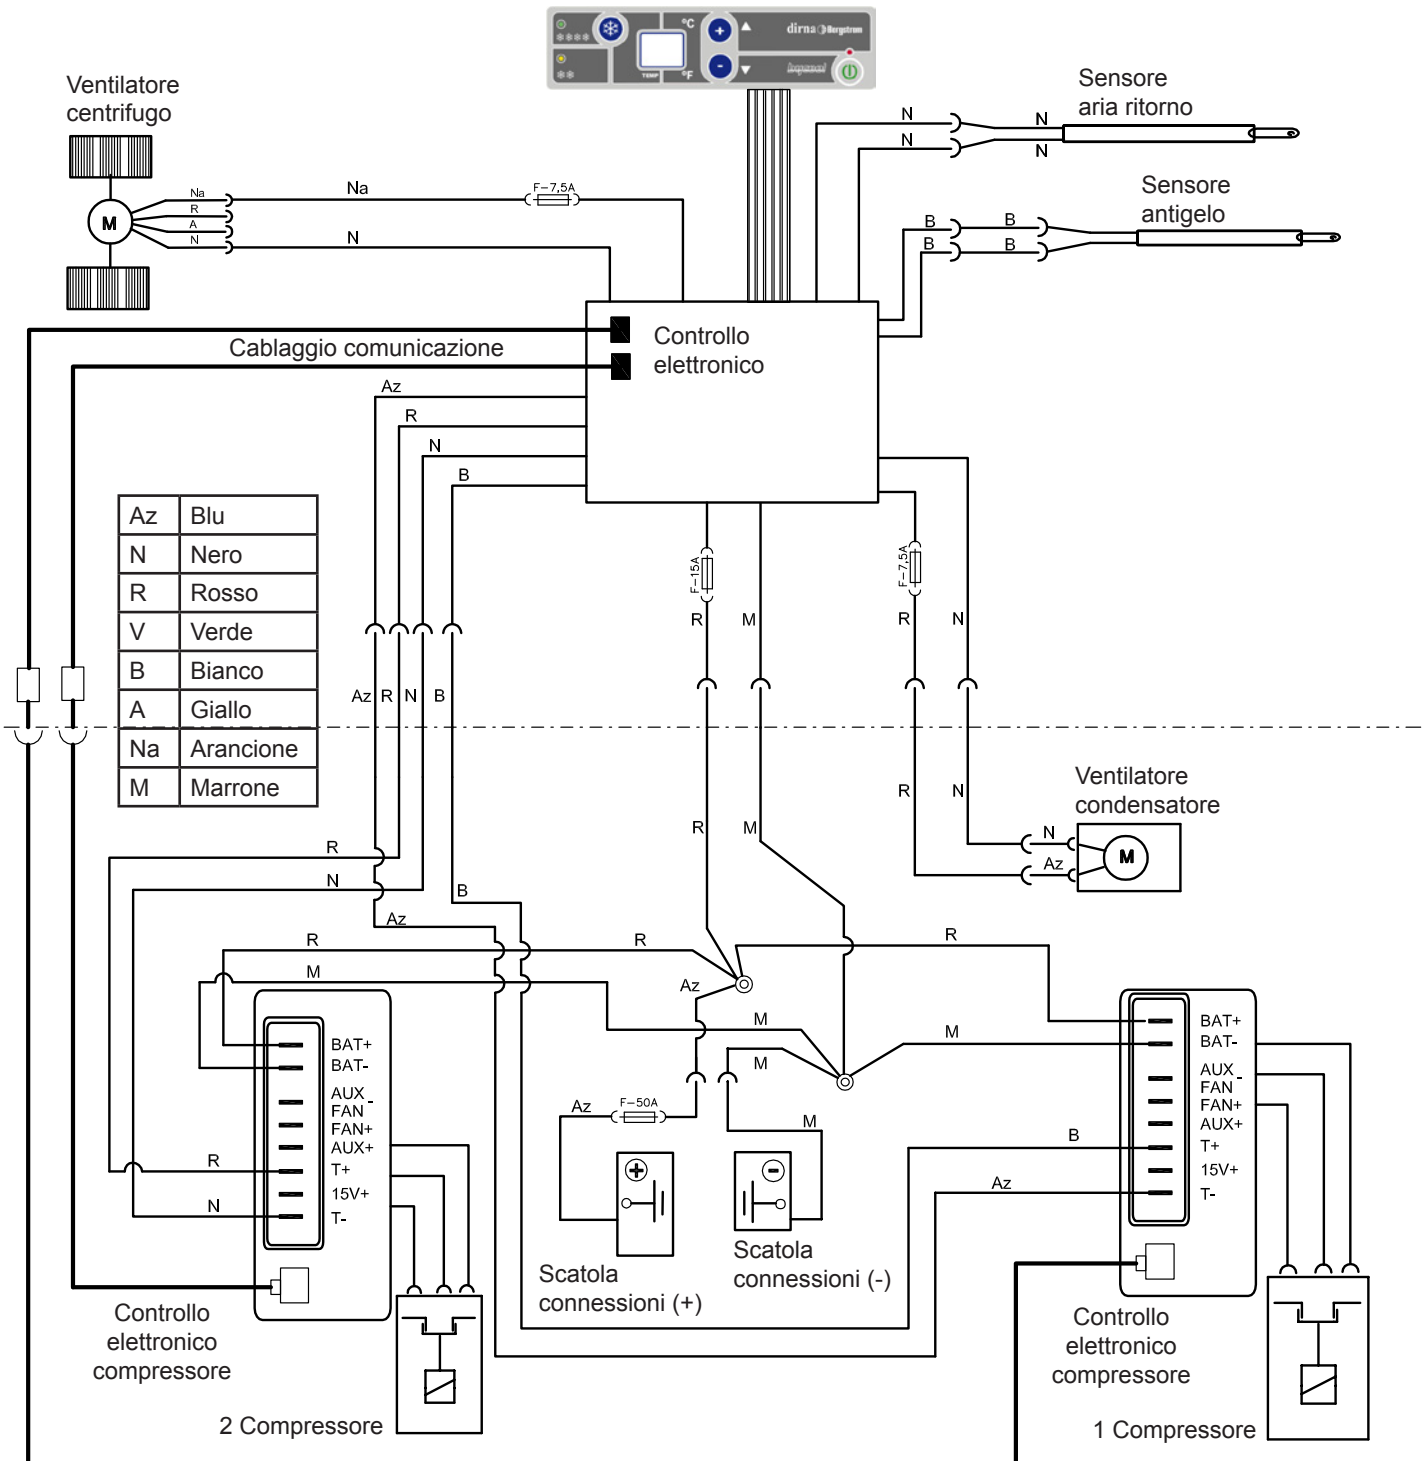 °C
dirna Bergstrom
TEMP
°F
Ventilatore
centrifugo
Sensore
aria ritorno
N
N
N
N
Sensore
antigelo
B
B
B
B
Na
R
A
N
M
Na
N
F-7,5A
Controllo
elettronico
Cablaggio comunicazione
Az
R
N
B
Az Blu
N Nero
R Rosso
V Verde
B Bianco
A Giallo
Na Arancione
M Marrone
F-15A
F-7,5A
R
M
R
N
Az
R
N
B
R
M
R
N
Ventilatore
condensatore
N
Az
M
R
N
B
Az
R
R
R
M
Az
M
M
M
BAT+
BAT-
AUX -
FAN
FAN+
AUX+
T+
15V+
T-
R
N
Az
F-50A
M
B
Az
BAT+
BAT-
AUX -
FAN
FAN+
AUX+
T+
15V+
T-
Scatola
connessioni (+)
Scatola
connessioni (-)
Controllo
elettronico
compressore
2 Compressore
Controllo
elettronico
compressore
1 Compressore